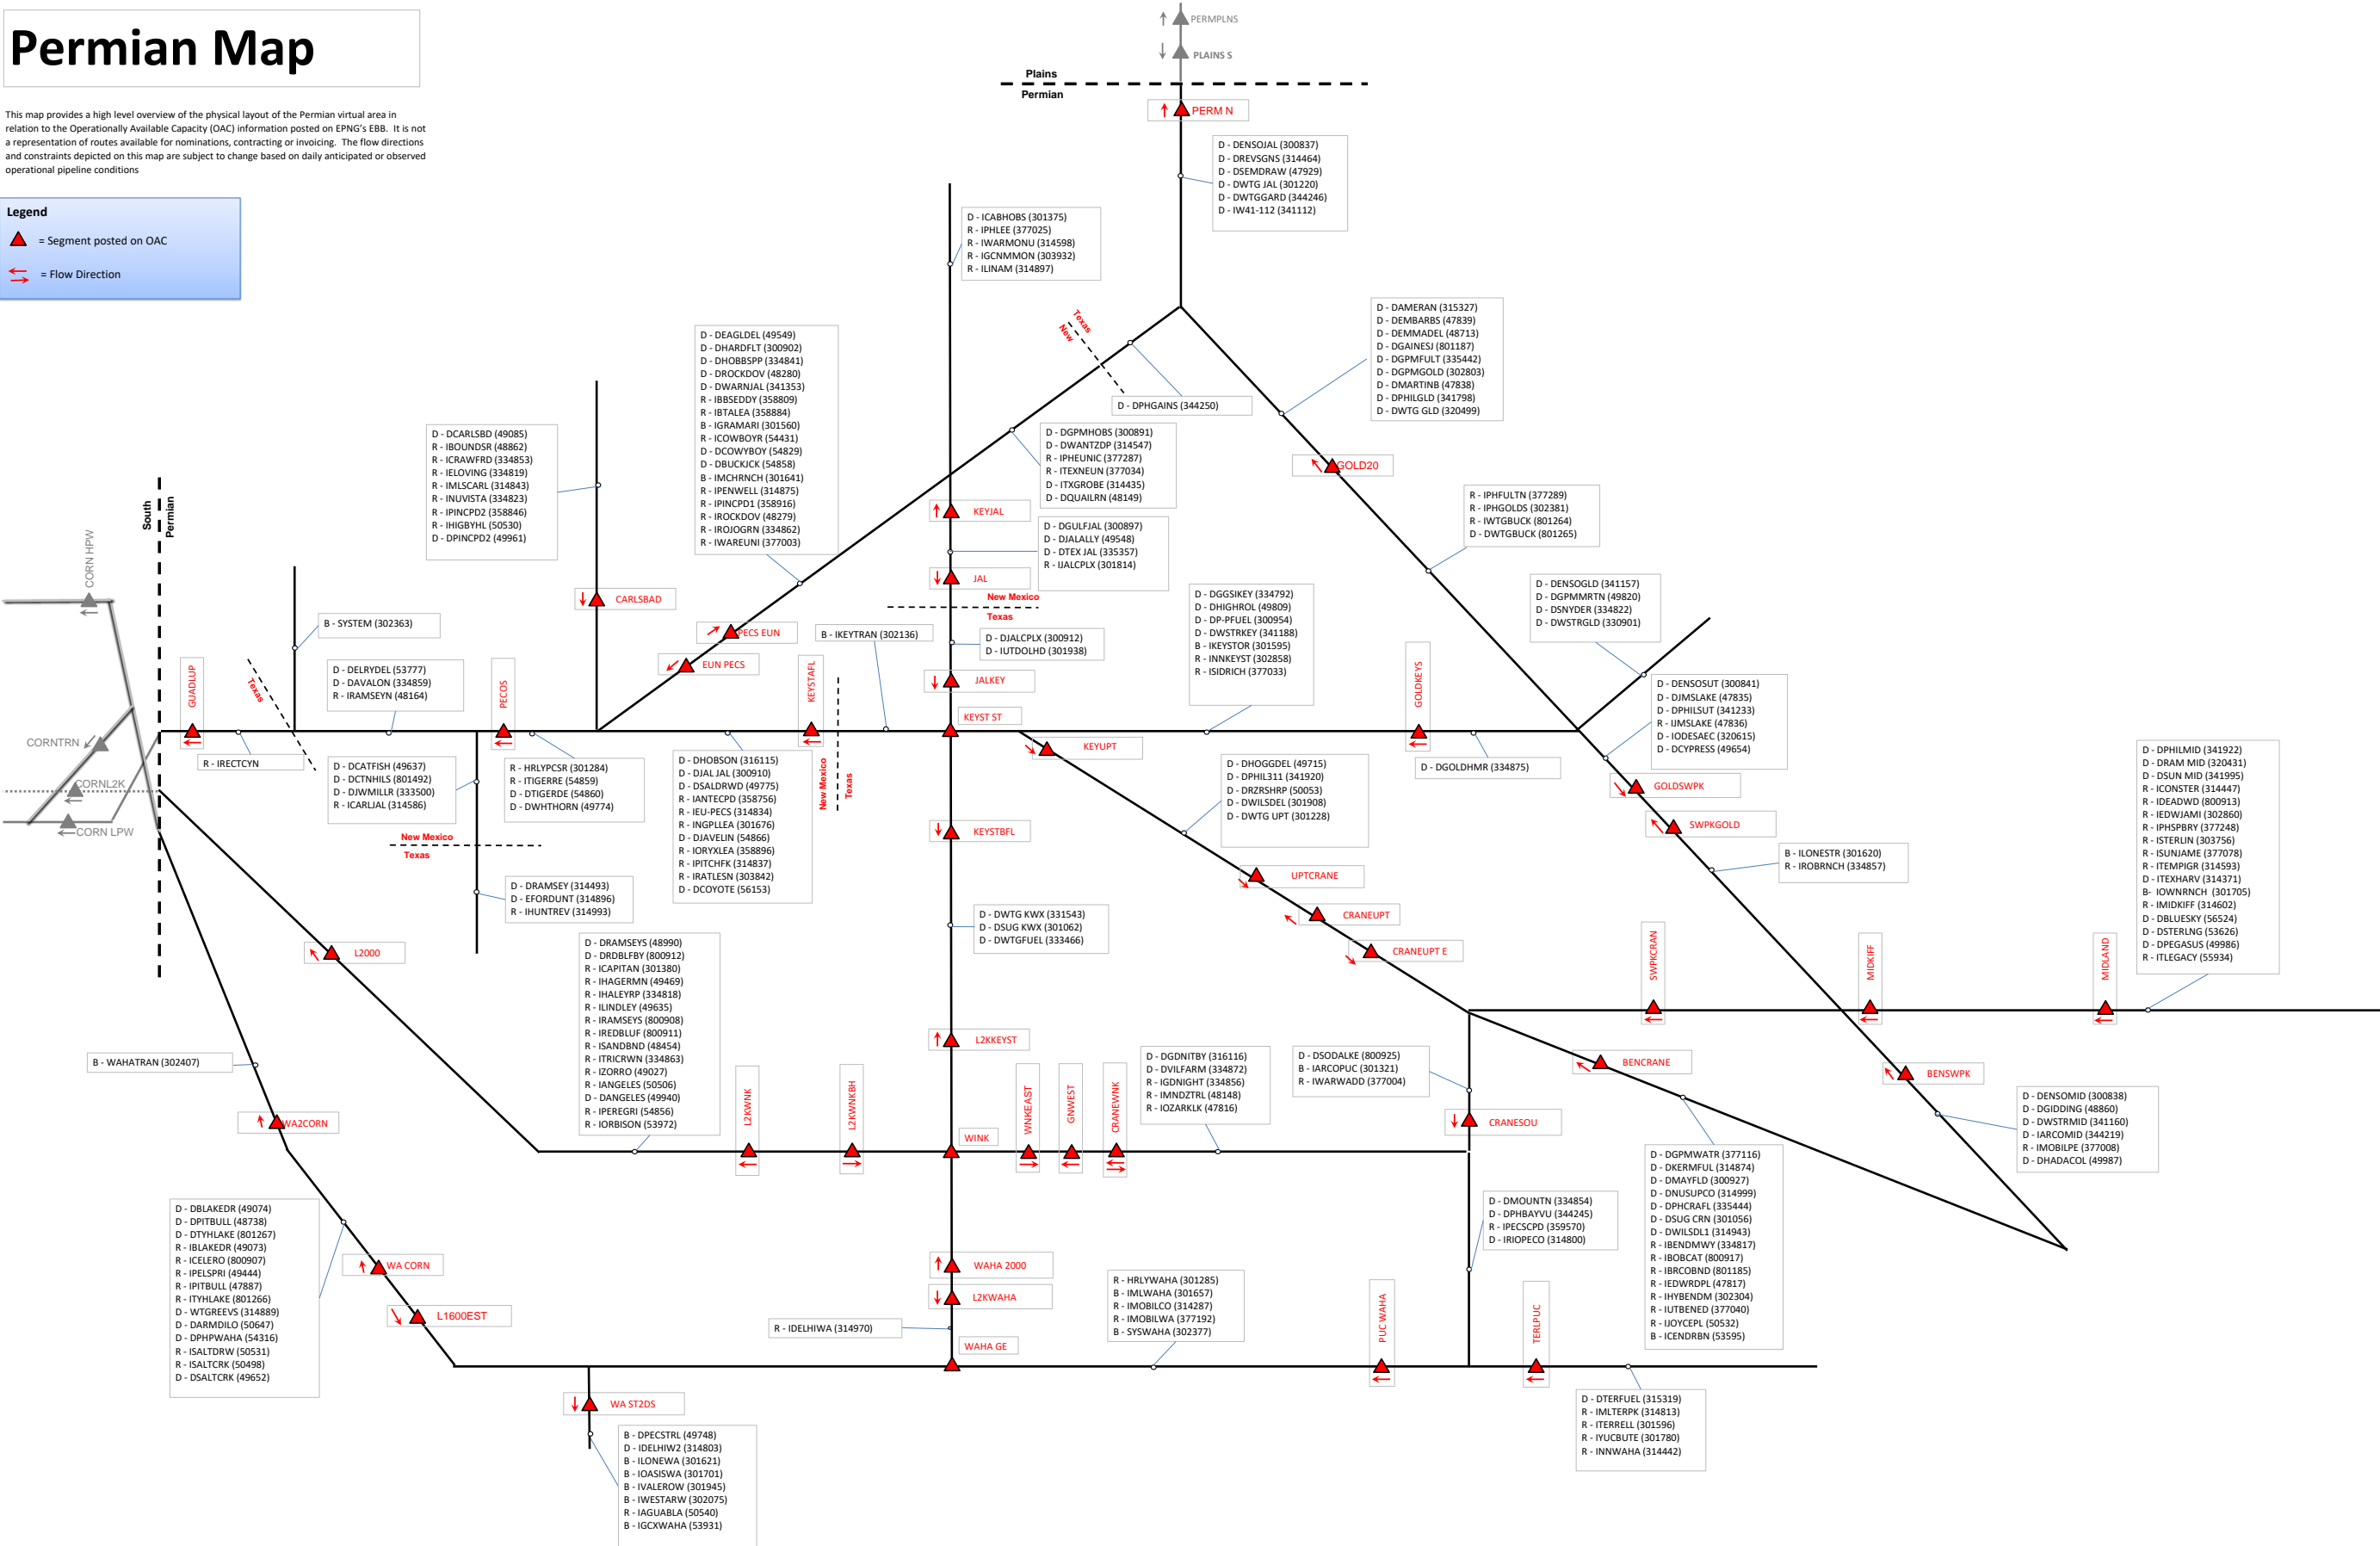 Permian Map
This map provides a high level overview of the physical layout of the Permian virtual area in
relation to the Operationally Available Capacity (OAC) information posted on EPNG's EBB. It is not
a representation of routes available for nominations, contracting or invoicing. The flow directions
and constraints depicted on this map are subject to change based on daily anticipated or observed
operational pipeline conditions
Legend
= Segment posted on OAC
= Flow Direction
PERMPLNS
PLAINS S
Plains
Permian
PERM N
D - DENSOJAL (300837)
D - DREVSGNS (314464)
D - DSEMDRAW (47929)
D - DWTG JAL (301220)
D - DWTGGARD (344246)
D - IW41-112 (341112)
D - ICABHOBS (301375)
R - IPHLEE (377025)
R - IWARMONU (314598)
R - IGCNMMON (303932)
R - ILINAM (314897)
D - DAMERAN (315327)
D - DEMBARBS (47839)
D - DEMMADEL (48713)
D - DGAINESJ (801187)
D - DGPMFULT (335442)
D - DGPMGOLD (302803)
D - DMARTINB (47838)
D - DPHILGLD (341798)
D - DWTG GLD (320499)
Texas
New
D - DPHGAINS (344250)
D - DEAGLDEL (49549)
D - DHARDFLT (300902)
D - DHOBBSPP (334841)
D - DROCKDOV (48280)
D - DWARNJAL (341353)
R - IBBSEDDY (358809)
R - IBTALEA (358884)
B - IGRAMARI (301560)
R - ICOWBOYR (54431)
D - DCOWYBOY (54829)
D - DBUCKJCK (54858)
B - IMCHRNCH (301641)
R - IPENWELL (314875)
R - IPINCPD1 (358916)
R - IROCKDOV (48279)
R - IROJOGRN (334862)
R - IWAREUNI (377003)
D - DCARLSBD (49085)
R - IBOUNDSR (48862)
R - ICRAWFRD (334853)
R - IELOVING (334819)
R - IMLSCARL (314843)
R - INUVISTA (334823)
R - IPINCPD2 (358846)
R - IHIGBYHL (50530)
D - DPINCPD2 (49961)
D - DGPMHOBS (300891)
D - DWANTZDP (314547)
R - IPHEUNIC (377287)
R - ITEXNEUN (377034)
D - ITXGROBE (314435)
D - DQUAILRN (48149)
GOLD20
R - IPHFULTN (377289)
R - IPHGOLDS (302381)
R - IWTGBUCK (801264)
D - DWTGBUCK (801265)
KEYJAL
D - DGULFJAL (300897)
D - DJALALLY (49548)
D - DTEX JAL (335357)
R - IJALCPLX (301814)
JAL
South
Permian
CORN HPW
New Mexico
Texas
D - DENSOGLD (341157)
D - DGPMMRTN (49820)
D - DSNYDER (334822)
D - DWSTRGLD (330901)
D - DGGSIKEY (334792)
D - DHIGHROL (49809)
D - DP-PFUEL (300954)
D - DWSTRKEY (341188)
B - IKEYSTOR (301595)
R - INNKEYST (302858)
R - ISIDRICH (377033)
CARLSBAD
B - SYSTEM (302363)
PECS EUN
B - IKEYTRAN (302136)
D - DJALCPLX (300912)
D - IUTDOLHD (301938)
EUN PECS
GUADLUP
Texas
D - DELRYDEL (53777)
D - DAVALON (334859)
R - IRAMSEYN (48164)
PECOS
KEYSTAFL
JALKEY
KEYST ST
GOLDKEYS
D - DENSOSUT (300841)
D - DJMSLAKE (47835)
D - DPHILSUT (341233)
R - IJMSLAKE (47836)
D - IODESAEC (320615)
D - DCYPRESS (49654)
CORNTRN
R - IRECTCYN
D - DCATFISH (49637)
D - DCTNHILS (801492)
D - DJWMILLR (333500)
R - ICARLJAL (314586)
R - HRLYPCSR (301284)
R - ITIGERRE (54859)
D - DTIGERDE (54860)
D - DWHTHORN (49774)
D - DHOBSON (316115)
D - DJAL JAL (300910)
D - DSALDRWD (49775)
R - IANTECPD (358756)
R - IEU-PECS (314834)
R - INGPLLEA (301676)
D - DJAVELIN (54866)
R - IORYXLEA (358896)
R - IPITCHFK (314837)
R - IRATLESN (303842)
D - DCOYOTE (56153)
New Mexico
Texas
KEYUPT
D - DHOGGDEL (49715)
D - DPHIL311 (341920)
D - DRZRSHRP (50053)
D - DWILSDEL (301908)
D - DWTG UPT (301228)
D - DGOLDHMR (334875)
GOLDSWPK
D - DPHILMID (341922)
D - DRAM MID (320431)
D - DSUN MID (341995)
R - ICONSTER (314447)
R - IDEADWD (800913)
R - IEDWJAMI (302860)
R - IPHSPBRY (377248)
R - ISTERLIN (303756)
R - ISUNJAME (377078)
R - ITEMPIGR (314593)
D - ITEXHARV (314371)
B- IOWNRNCH (301705)
R - IMIDKIFF (314602)
D - DBLUESKY (56524)
D - DSTERLNG (53626)
D - DPEGASUS (49986)
R - ITLEGACY (55934)
CORNL2K
SWPKGOLD
CORN LPW
New Mexico
Texas
KEYSTBFL
B - ILONESTR (301620)
R - IROBRNCH (334857)
UPTCRANE
D - DRAMSEY (314493)
D - EFORDUNT (314896)
R - IHUNTREV (314993)
D - DWTG KWX (331543)
D - DSUG KWX (301062)
D - DWTGFUEL (333466)
CRANEUPT
CRANEUPT E
L2000
SWPKCRAN
MIDKIFF
MIDLAND
D - DRAMSEYS (48990)
D - DRDBLFBY (800912)
R - ICAPITAN (301380)
R - IHAGERMN (49469)
R - IHALEYRP (334818)
R - ILINDLEY (49635)
R - IRAMSEYS (800908)
R - IREDBLUF (800911)
R - ISANDBND (48454)
R - ITRICRWN (334863)
R - IZORRO (49027)
R - IANGELES (50506)
D - DANGELES (49940)
R - IPEREGRI (54856)
R - IORBISON (53972)
L2KKEYST
B - WAHATRAN (302407)
D - DGDNITBY (316116)
D - DVILFARM (334872)
R - IGDNIGHT (334856)
R - IMNDZTRL (48148)
R - IOZARKLK (47816)
D - DSODALKE (800925)
B - IARCOPUC (301321)
R - IWARWADD (377004)
BENCRANE
BENSWPK
L2KWNK
L2KWNKBH
WINK
WNKEAST
GNWEST
CRANEWNK
WA2CORN
CRANESOU
D - DENSOMID (300838)
D - DGIDDING (48860)
D - DWSTRMID (341160)
D - IARCOMID (344219)
R - IMOBILPE (377008)
D - DHADACOL (49987)
D - DGPMWATR (377116)
D - DKERMFUL (314874)
D - DMAYFLD (300927)
D - DNUSUPCO (314999)
D - DPHCRAFL (335444)
D - DSUG CRN (301056)
D - DWILSDL1 (314943)
R - IBENDMWY (334817)
R - IBOBCAT (800917)
R - IBRCOBND (801185)
R - IEDWRDPL (47817)
R - IHYBENDM (302304)
R - IUTBENED (377040)
R - IJOYCEPL (50532)
B - ICENDRBN (53595)
D - DMOUNTN (334854)
D - DPHBAYVU (344245)
R - IPECSCPD (359570)
D - IRIOPECO (314800)
D - DBLAKEDR (49074)
D - DPITBULL (48738)
D - DTYHLAKE (801267)
R - IBLAKEDR (49073)
R - ICELERO (800907)
R - IPELSPRI (49444)
R - IPITBULL (47887)
R - ITYHLAKE (801266)
D - WTGREEVS (314889)
D - DARMDILO (50647)
D - DPHPWAHA (54316)
R - ISALTDRW (50531)
R - ISALTCRK (50498)
D - DSALTCRK (49652)
WA CORN
L1600EST
WAHA 2000
L2KWAHA
R - IDELHIWA (314970)
WAHA GE
R - HRLYWAHA (301285)
B - IMLWAHA (301657)
R - IMOBILCO (314287)
R - IMOBILWA (377192)
B - SYSWAHA (302377)
PUC WAHA
TERLPUC
WA ST2DS
D - DTERFUEL (315319)
R - IMLTERPK (314813)
R - ITERRELL (301596)
R - IYUCBUTE (301780)
R - INNWAHA (314442)
B - DPECSTRL (49748)
D - IDELHIW2 (314803)
B - ILONEWA (301621)
B - IOASISWA (301701)
B - IVALEROW (301945)
B - IWESTARW (302075)
R - IAGUABLA (50540)
B - IGCXWAHA (53931)